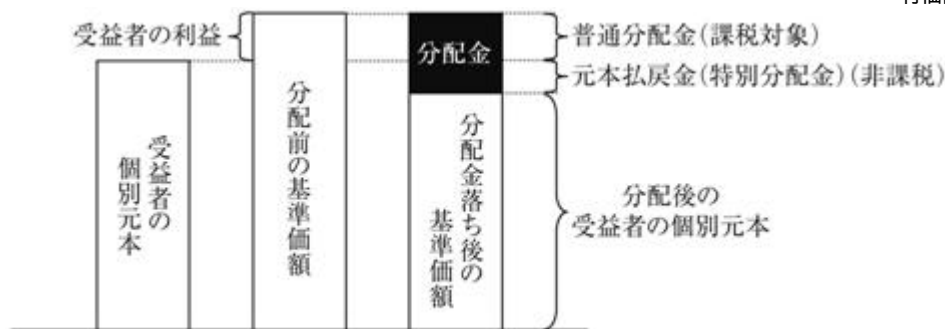 受益者の利益
受益者の
個別元本
分配前の基準価額
分配金
分配金落ち後の
基準価額
普通分配金(課税対象)
元本払戻金(特別分配金)(非課税)
分配後の
受益者の個別元本